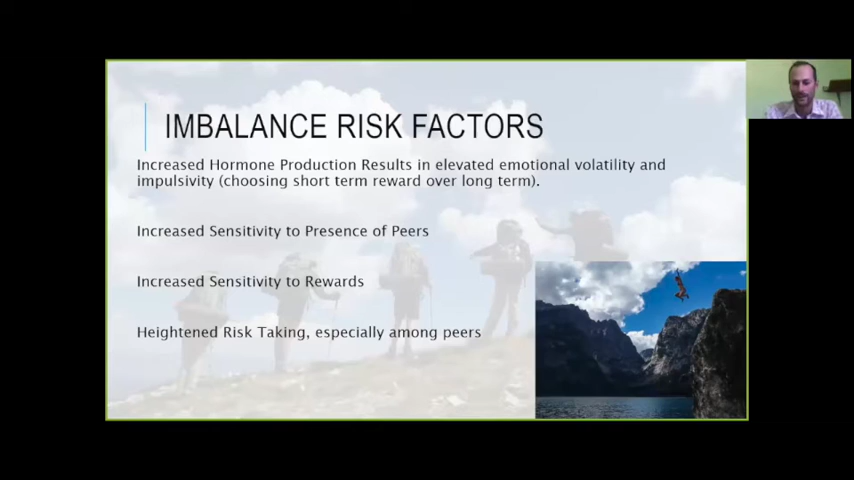 IMBALANCE RISK FACTORS
Increased Hormone Production Results in elevated emotional volatility and
impulsivity (choosing short term reward over long term).
Increased Sensitivity to Presence of Peers
Increased Sensitivity to Rewards
Heightened Risk Taking, especially among peers